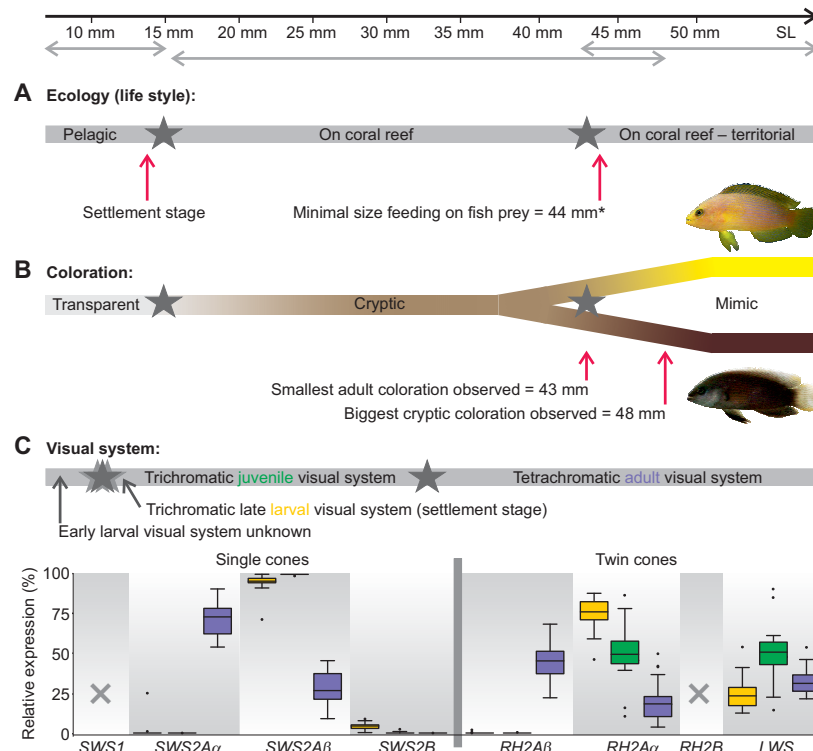 10 mm 15 mm 20 mm 25 mm 30 mm 35 mm 40 mm 45 mm 50 mm SL
A Ecology (life style):
Pelagic On coral reef On coral reef – territorial
Settlement stage Minimal size feeding on fish prey = 44 mm*
B Coloration:
Transparent Cryptic Mimic
Smallest adult coloration observed = 43 mm
Biggest cryptic coloration observed = 48 mm
C Visual system:
Trichromatic juvenile visual system Tetrachromatic adult visual system
Trichromatic late larval visual system (settlement stage)
Early larval visual system unknown
Single cones Twin cones
Relative expression (%)
100
75
50
25
0
SWS1 SWS2Aα SWS2Aβ SWS2B RH2Aβ RH2Aα RH2B LWS